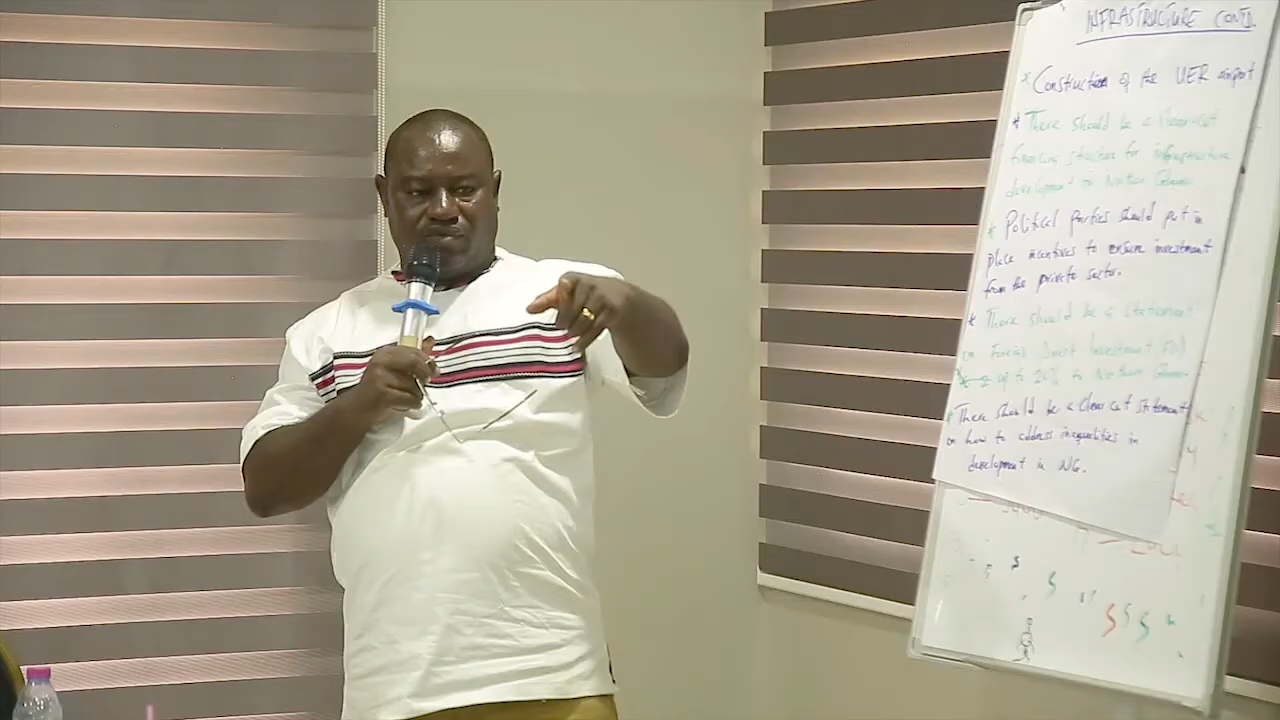 INFRASTRUCTURE CONTD.
* Construction of the UER airport
* There should be a clear-cut
financing structure for infrastructure
development in Northern Ghana
* Political Parties should put in
place incentives to ensure investment
from the private sector.
* There should be a statement
on Foreign Direct Investment (FDI)
up to 20% to Northern Ghana
* There should be a clear cut statement
on how to address inequalities in
development in NG.